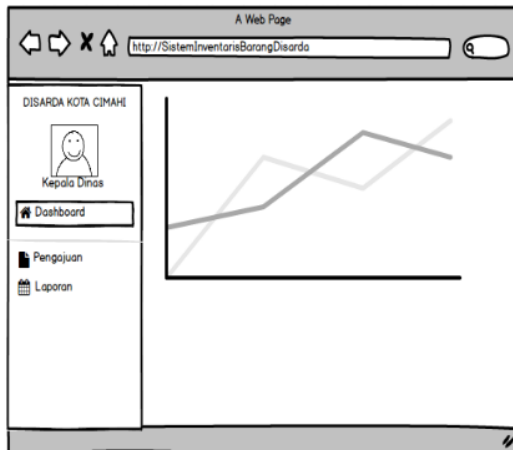 A Web Page
http://SistemInventarisBarangDisarda
DISARDA KOTA CIMAHI
Kepala Dinas
Dashboard
Pengajuan
Laporan